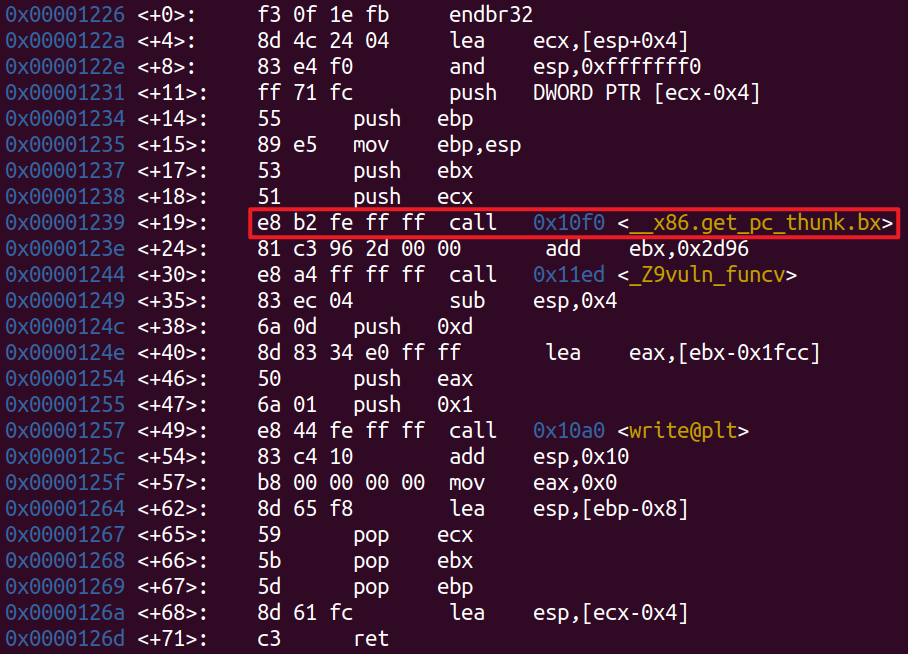 0x00001226 <+0>: f3 0f 1e fb endbr32
0x0000122a <+4>: 8d 4c 24 04 lea ecx,[esp+0x4]
0x0000122e <+8>: 83 e4 f0 and esp,0xfffffff0
0x00001231 <+11>: ff 71 fc push DWORD PTR [ecx-0x4]
0x00001234 <+14>: 55 push ebp
0x00001235 <+15>: 89 e5 mov ebp,esp
0x00001237 <+17>: 53 push ebx
0x00001238 <+18>: 51 push ecx
0x00001239 <+19>: e8 b2 fe ff ff call 0x10f0 <__x86.get_pc_thunk.bx>
0x0000123e <+24>: 81 c3 96 2d 00 00 add ebx,0x2d96
0x00001244 <+30>: e8 a4 ff ff ff call 0x11ed <_Z9vuln_funcv>
0x00001249 <+35>: 83 ec 04 sub esp,0x4
0x0000124c <+38>: 6a 0d push 0xd
0x0000124e <+40>: 8d 83 34 e0 ff ff lea eax,[ebx-0x1fcc]
0x00001254 <+46>: 50 push eax
0x00001255 <+47>: 6a 01 push 0x1
0x00001257 <+49>: e8 44 fe ff ff call 0x10a0 <write@plt>
0x0000125c <+54>: 83 c4 10 add esp,0x10
0x0000125f <+57>: b8 00 00 00 00 mov eax,0x0
0x00001264 <+62>: 8d 65 f8 lea esp,[ebp-0x8]
0x00001267 <+65>: 59 pop ecx
0x00001268 <+66>: 5b pop ebx
0x00001269 <+67>: 5d pop ebp
0x0000126a <+68>: 8d 61 fc lea esp,[ecx-0x4]
0x0000126d <+71>: c3 ret